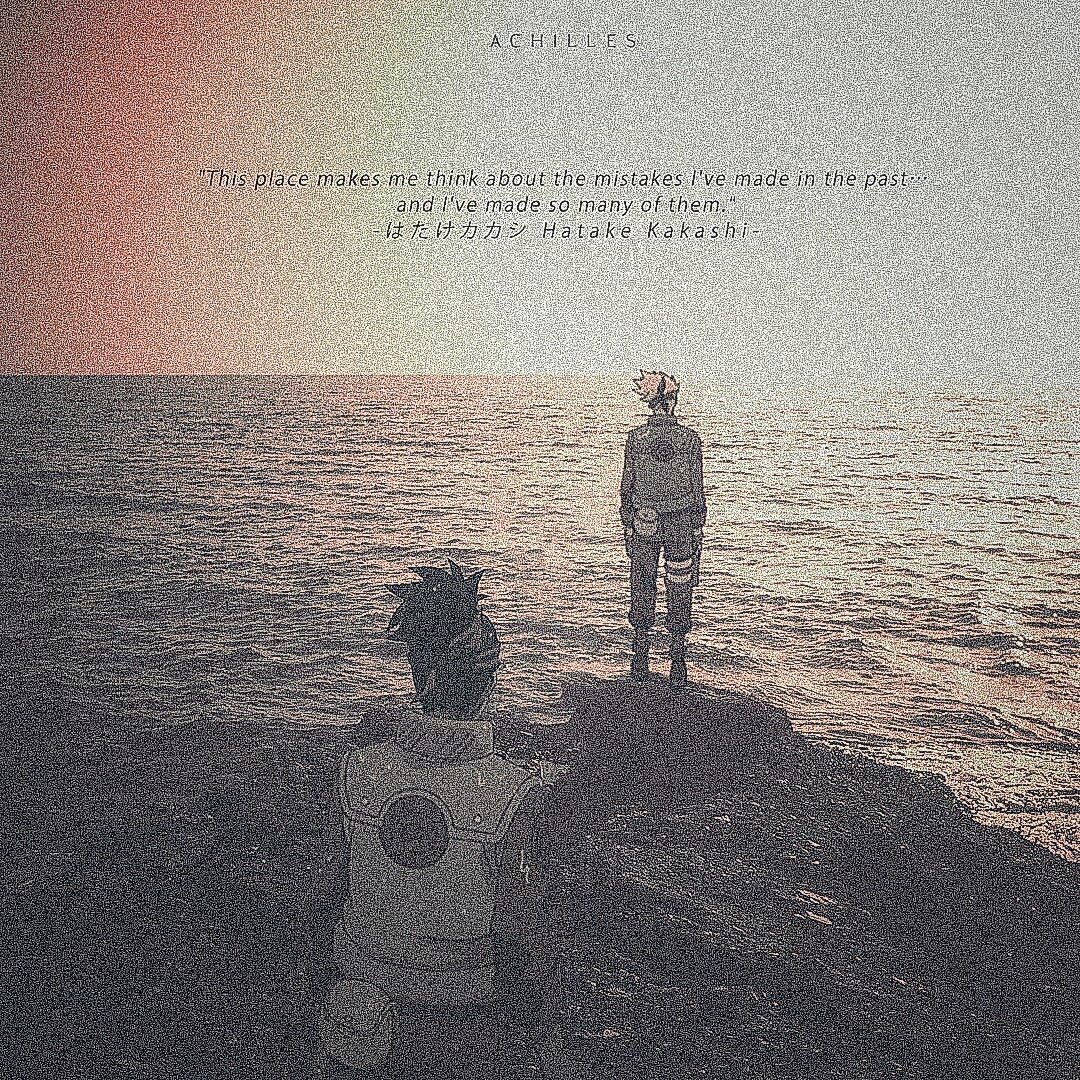 ACHILLES
"This place makes me think about the mistakes I've made in the past…
and I've made so many of them."
-はたけカカシ Hatake Kakashi-